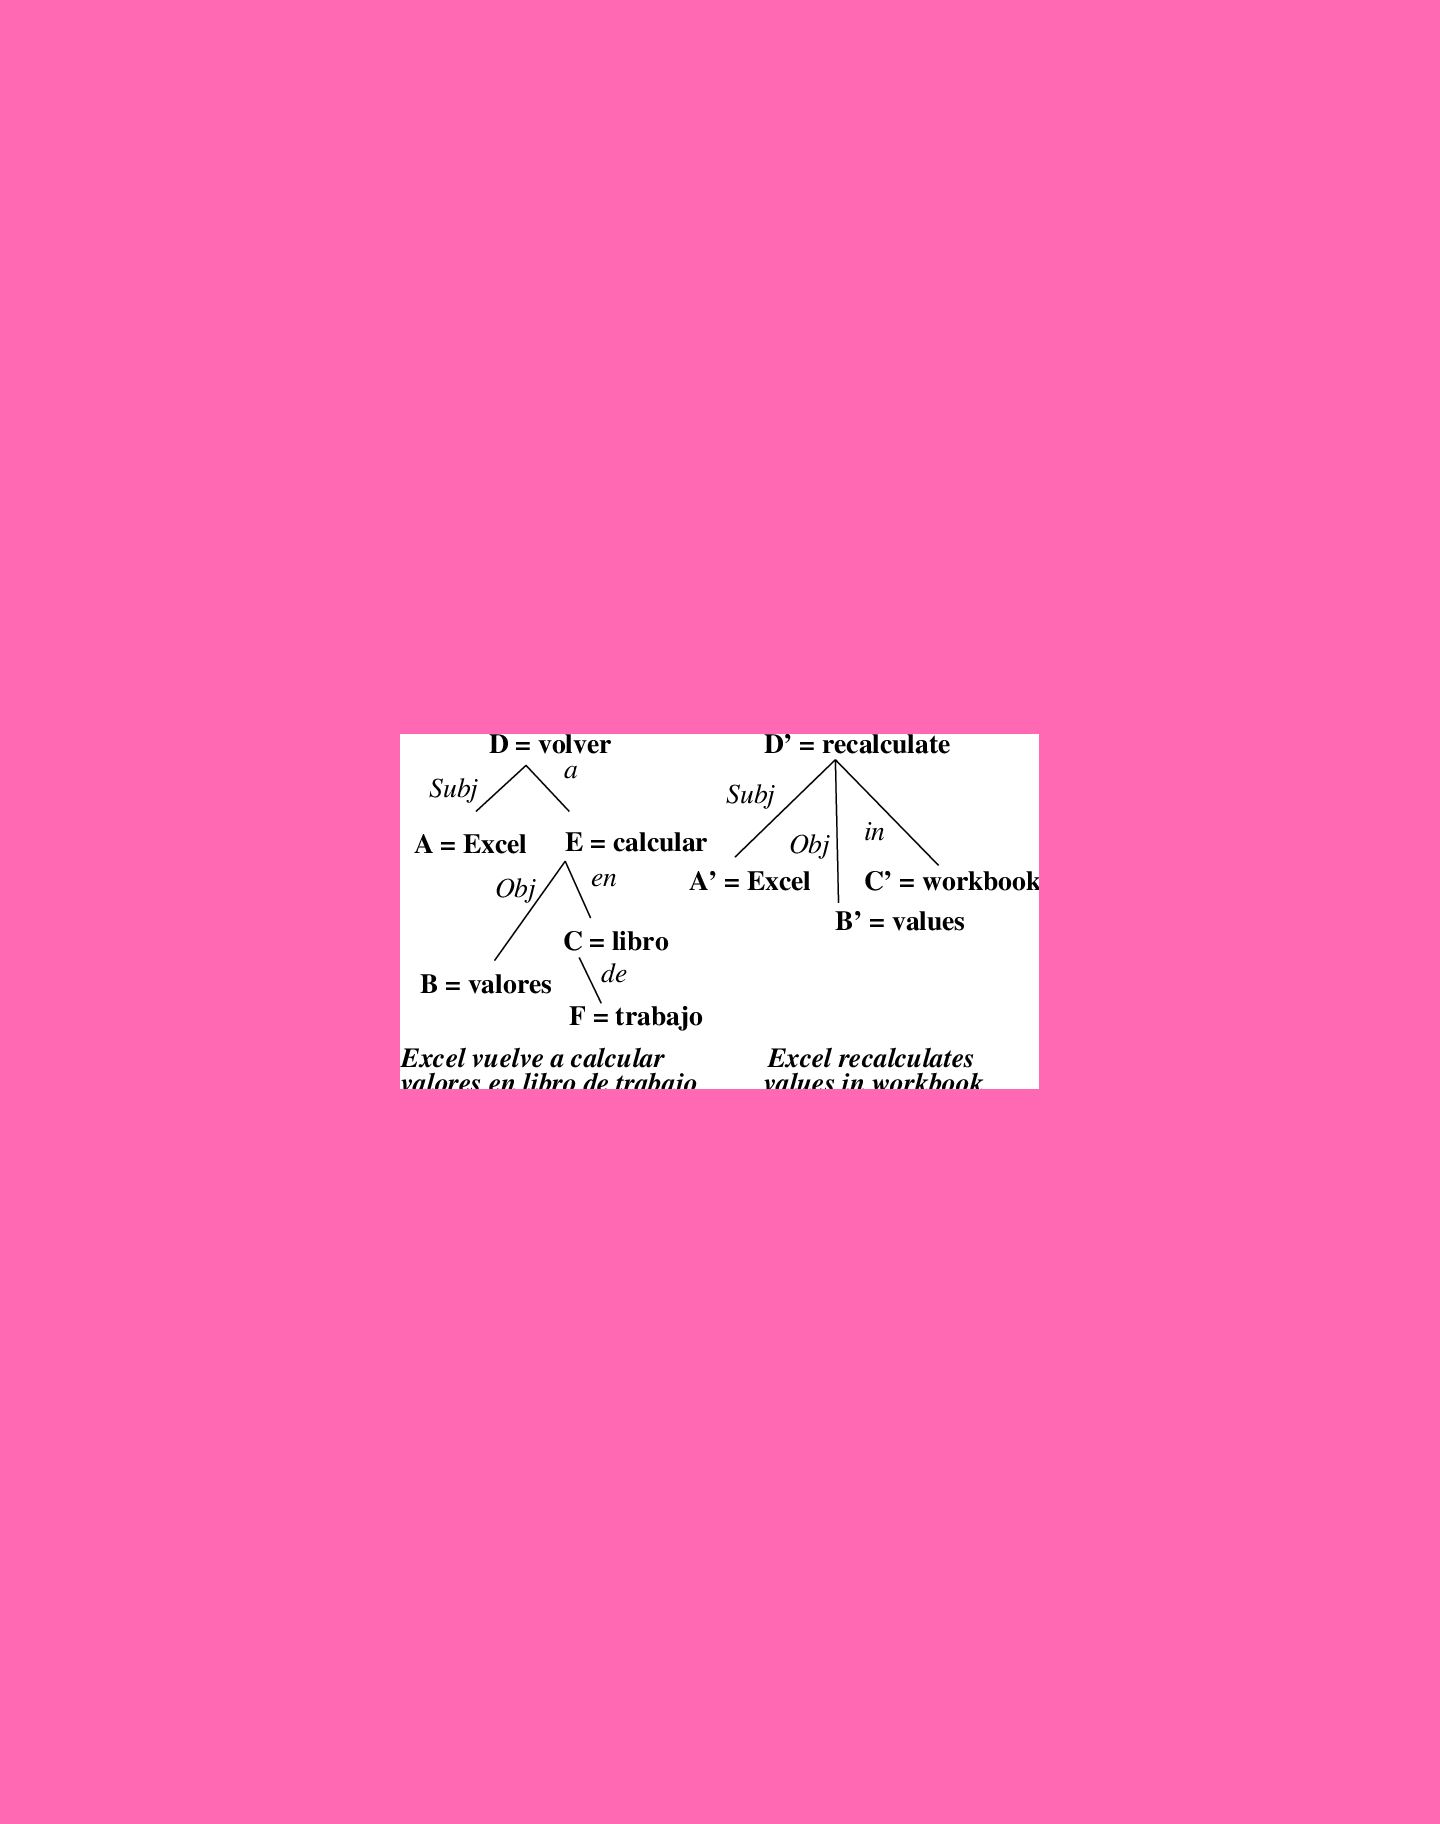 D = volver
Subj
a
A = Excel
E = calcular
Obj
en
C = libro
B = valores
de
F = trabajo
Excel vuelve a calcular
valores en libro de trabajo
D’ = recalculate
Subj
Obj
in
A’ = Excel
C’ = workbook
B’ = values
Excel recalculates
values in workbook